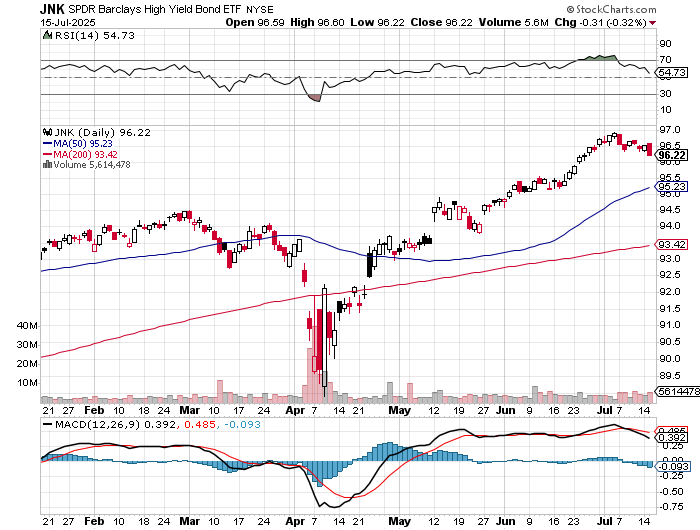 JNK SPDR Barclays High Yield Bond ETF NYSE © StockCharts.com
15-Jul-2025 Open 96.59 High 96.60 Low 96.22 Close 96.22 Volume 5.6M Chg -0.31 (-0.32%)
RSI(14) 54.73
90
70
54.73
50
30
10
JNK (Daily) 96.22
MA(50) 95.23
MA(200) 93.42
Volume 5,614,478
97.0
96.5
96.22
95.5
95.23
94.5
94.0
93.42
93.0
92.5
92.0
91.5
91.0
90.5
90.0
89.5
5614478
40M
30M
20M
10M
21 27 Feb 10 18 24 Mar 10 17 24 Apr 7 14 21 May 12 19 27 Jun 9 16 23 Jul 7 14
MACD(12,26,9) 0.392, 0.485, -0.093
0.485
0.392
0.25
0.00
-0.093
-0.25
-0.50
-0.75
21 27 Feb 10 18 24 Mar 10 17 24 Apr 7 14 21 May 12 19 27 Jun 9 16 23 Jul 7 14